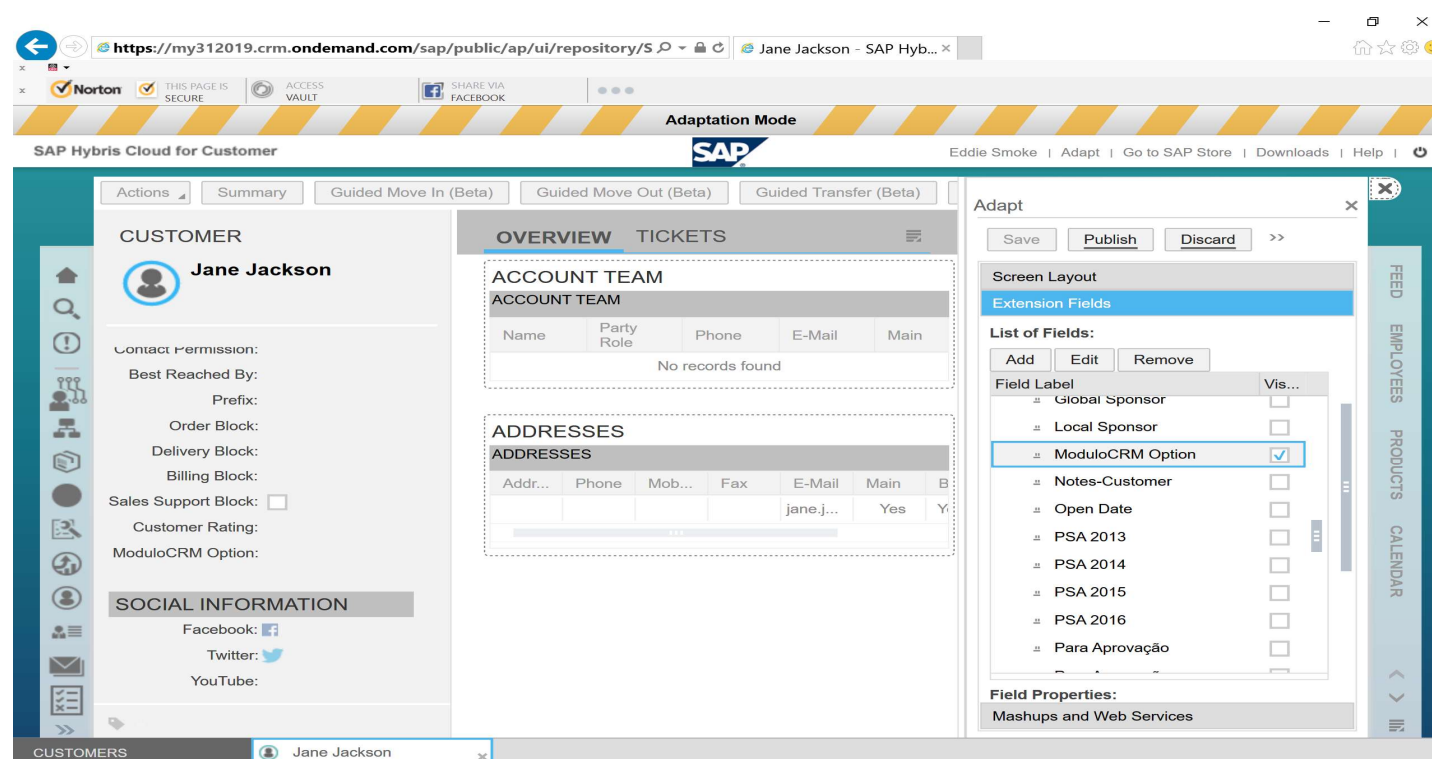 https://my312019.crm.ondemand.com/sap/public/ap/ui/repository/S
Jane Jackson - SAP Hyb...
Norton
THIS PAGE IS SECURE
ACCESS VAULT
SHARE VIA FACEBOOK
Adaptation Mode
SAP Hybris Cloud for Customer
SAP
Eddie Smoke | Adapt | Go to SAP Store | Downloads | Help |
Actions
Summary
Guided Move In (Beta)
Guided Move Out (Beta)
Guided Transfer (Beta)
CUSTOMER
Jane Jackson
Contact Permission:
Best Reached By:
Prefix:
Order Block:
Delivery Block:
Billing Block:
Sales Support Block:
Customer Rating:
ModuloCRM Option:
SOCIAL INFORMATION
Facebook:
Twitter:
YouTube:
OVERVIEW TICKETS
ACCOUNT TEAM
ACCOUNT TEAM
Name Party Role Phone E-Mail Main
No records found
ADDRESSES
ADDRESSES
Addr... Phone Mob... Fax E-Mail Main B
jane.j... Yes
Adapt
Save Publish Discard >>
Screen Layout
Extension Fields
List of Fields:
Add Edit Remove
Field Label Vis...
Global Sponsor
Local Sponsor
ModuloCRM Option
Notes-Customer
Open Date
PSA 2013
PSA 2014
PSA 2015
PSA 2016
Para Aprovação
Field Properties:
Mashups and Web Services
FEED
EMPLOYEES
PRODUCTS
CALENDAR
CUSTOMERS
Jane Jackson